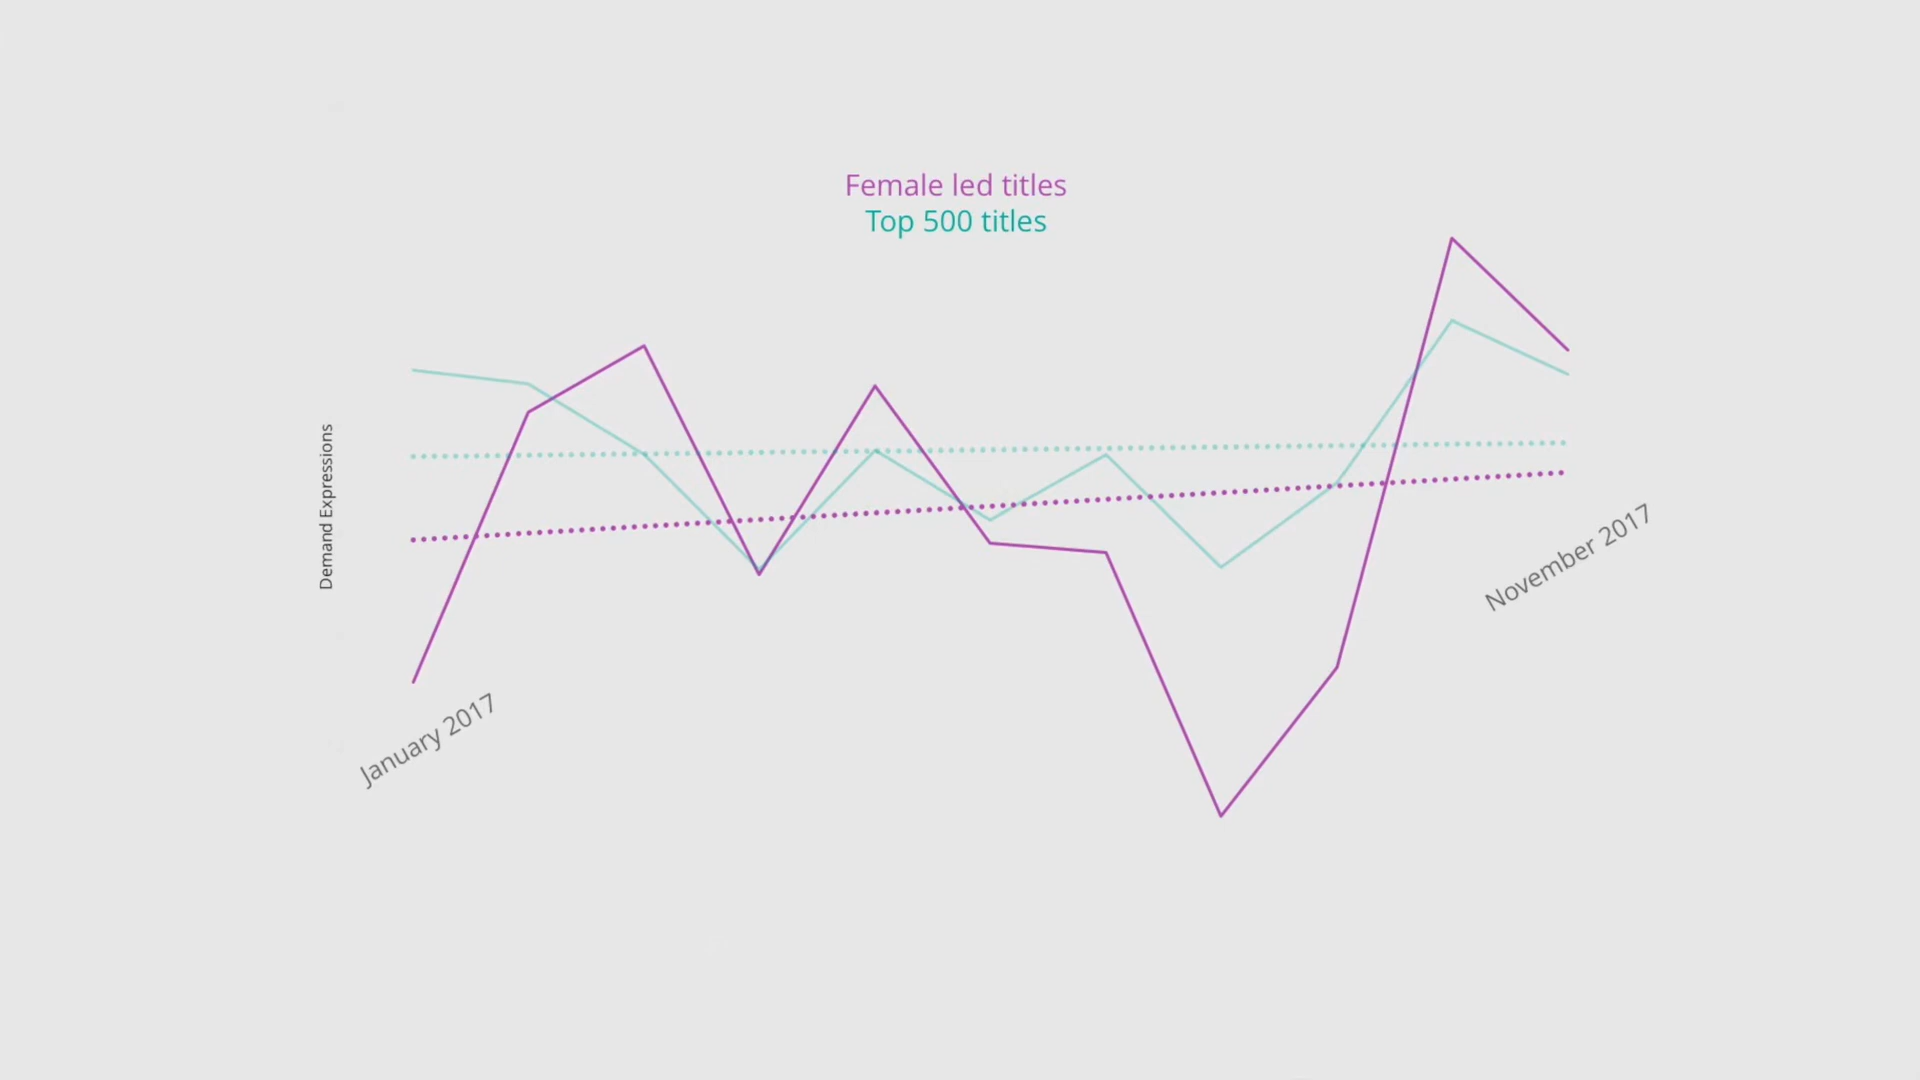 Female led titles
Top 500 titles
Demand Expressions
January 2017
November 2017